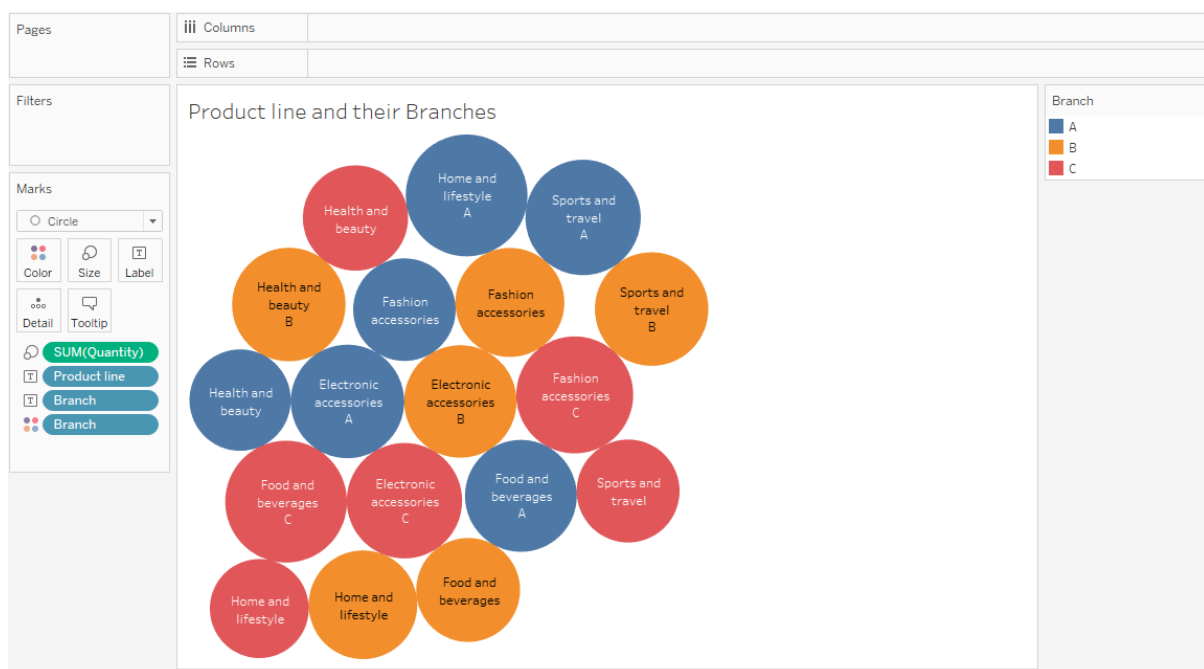 Pages
Columns
Rows
Filters
Marks
Circle
Color
Size
Label
Detail
Tooltip
SUM(Quantity)
Product line
Branch
Branch
Product line and their Branches
Home and
lifestyle
A
Sports and
travel
A
Health and
beauty
Health and
beauty
B
Fashion
accessories
Fashion
accessories
Sports and
travel
B
Health and
beauty
Electronic
accessories
A
Electronic
accessories
B
Fashion
accessories
C
Food and
beverages
C
Electronic
accessories
C
Food and
beverages
A
Sports and
travel
Home and
lifestyle
Home and
lifestyle
Food and
beverages
Branch
A
B
C